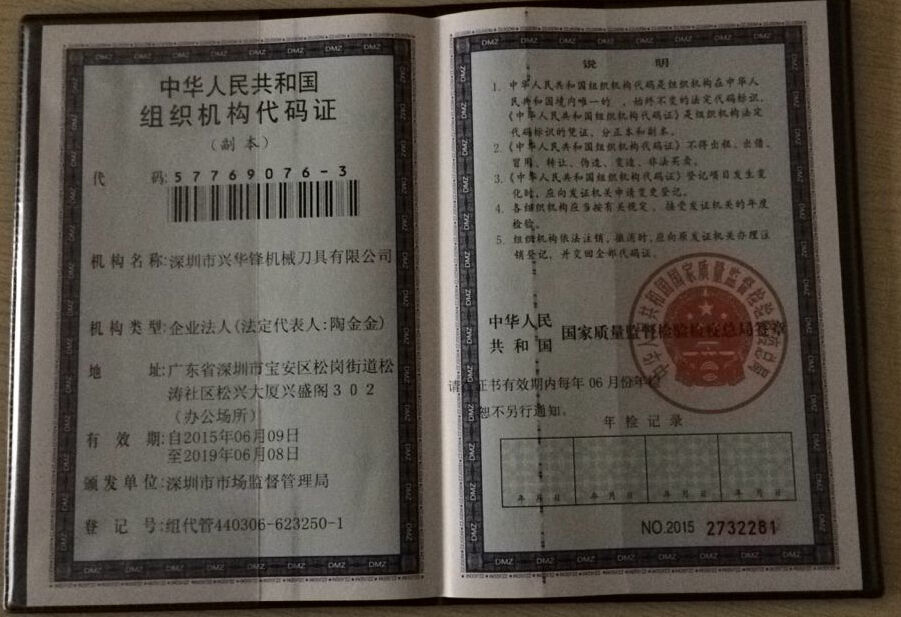 中华人民共和国
组织机构代码证
（副本）
代 码:57769076-3
机构名称:深圳市兴华锋机械刀具有限公司
机构类型:企业法人(法定代表人:陶金金)
地 址:广东省深圳市宝安区松岗街道松
涛社区松兴大厦兴盛阁302
（办公场所）
有 效 期:自2015年06月09日
至2019年06月08日
颁发单位:深圳市市场监督管理局
登 记 号:组代管440306-623250-1
说 明
1. 中华人民共和国组织机构代码是组织机构在中华人
民共和国境内唯一的、始终不变的法定代码标识，
《中华人民共和国组织机构代码证》是组织机构法定
代码标识的凭证，分正本和副本。
2.《中华人民共和国组织机构代码证》不得出租、出借、
冒用、转让、伪造、变造、非法买卖。
3.《中华人民共和国组织机构代码证》登记项目发生变
化时，应向发证机关申请变更登记。
4. 各组织机构应当按有关规定，接受发证机关的年度
检验。
5. 组织机构依法注销、撤消时，应向原发证机关办理注
销登记，并交回全部代码证。
中华人民
共和国 国家质量监督检验检疫总局签章
中华人民共和国国家质量监督检验检疫总局
请 证书有效期内每年06月份年检
恕不另行通知。
年检记录
年 月 日 年 月 日 年 月 日 年 月 日
NO.2015 2732281
DMZ